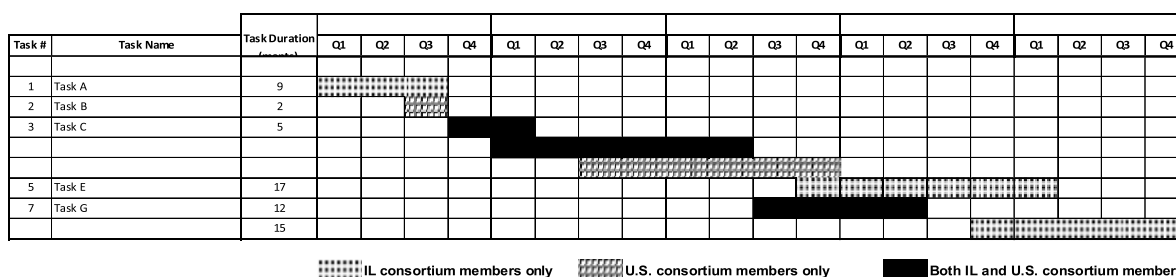 Task # Task Name Task Duration Q1 Q2 Q3 Q4 Q1 Q2 Q3 Q4 Q1 Q2 Q3 Q4 Q1 Q2 Q3 Q4 Q1 Q2 Q3 Q4
1 Task A 9
2 Task B 2
3 Task C 5
5 Task E 17
7 Task G 12
15
IL consortium members only U.S. consortium members only Both IL and U.S. consortium